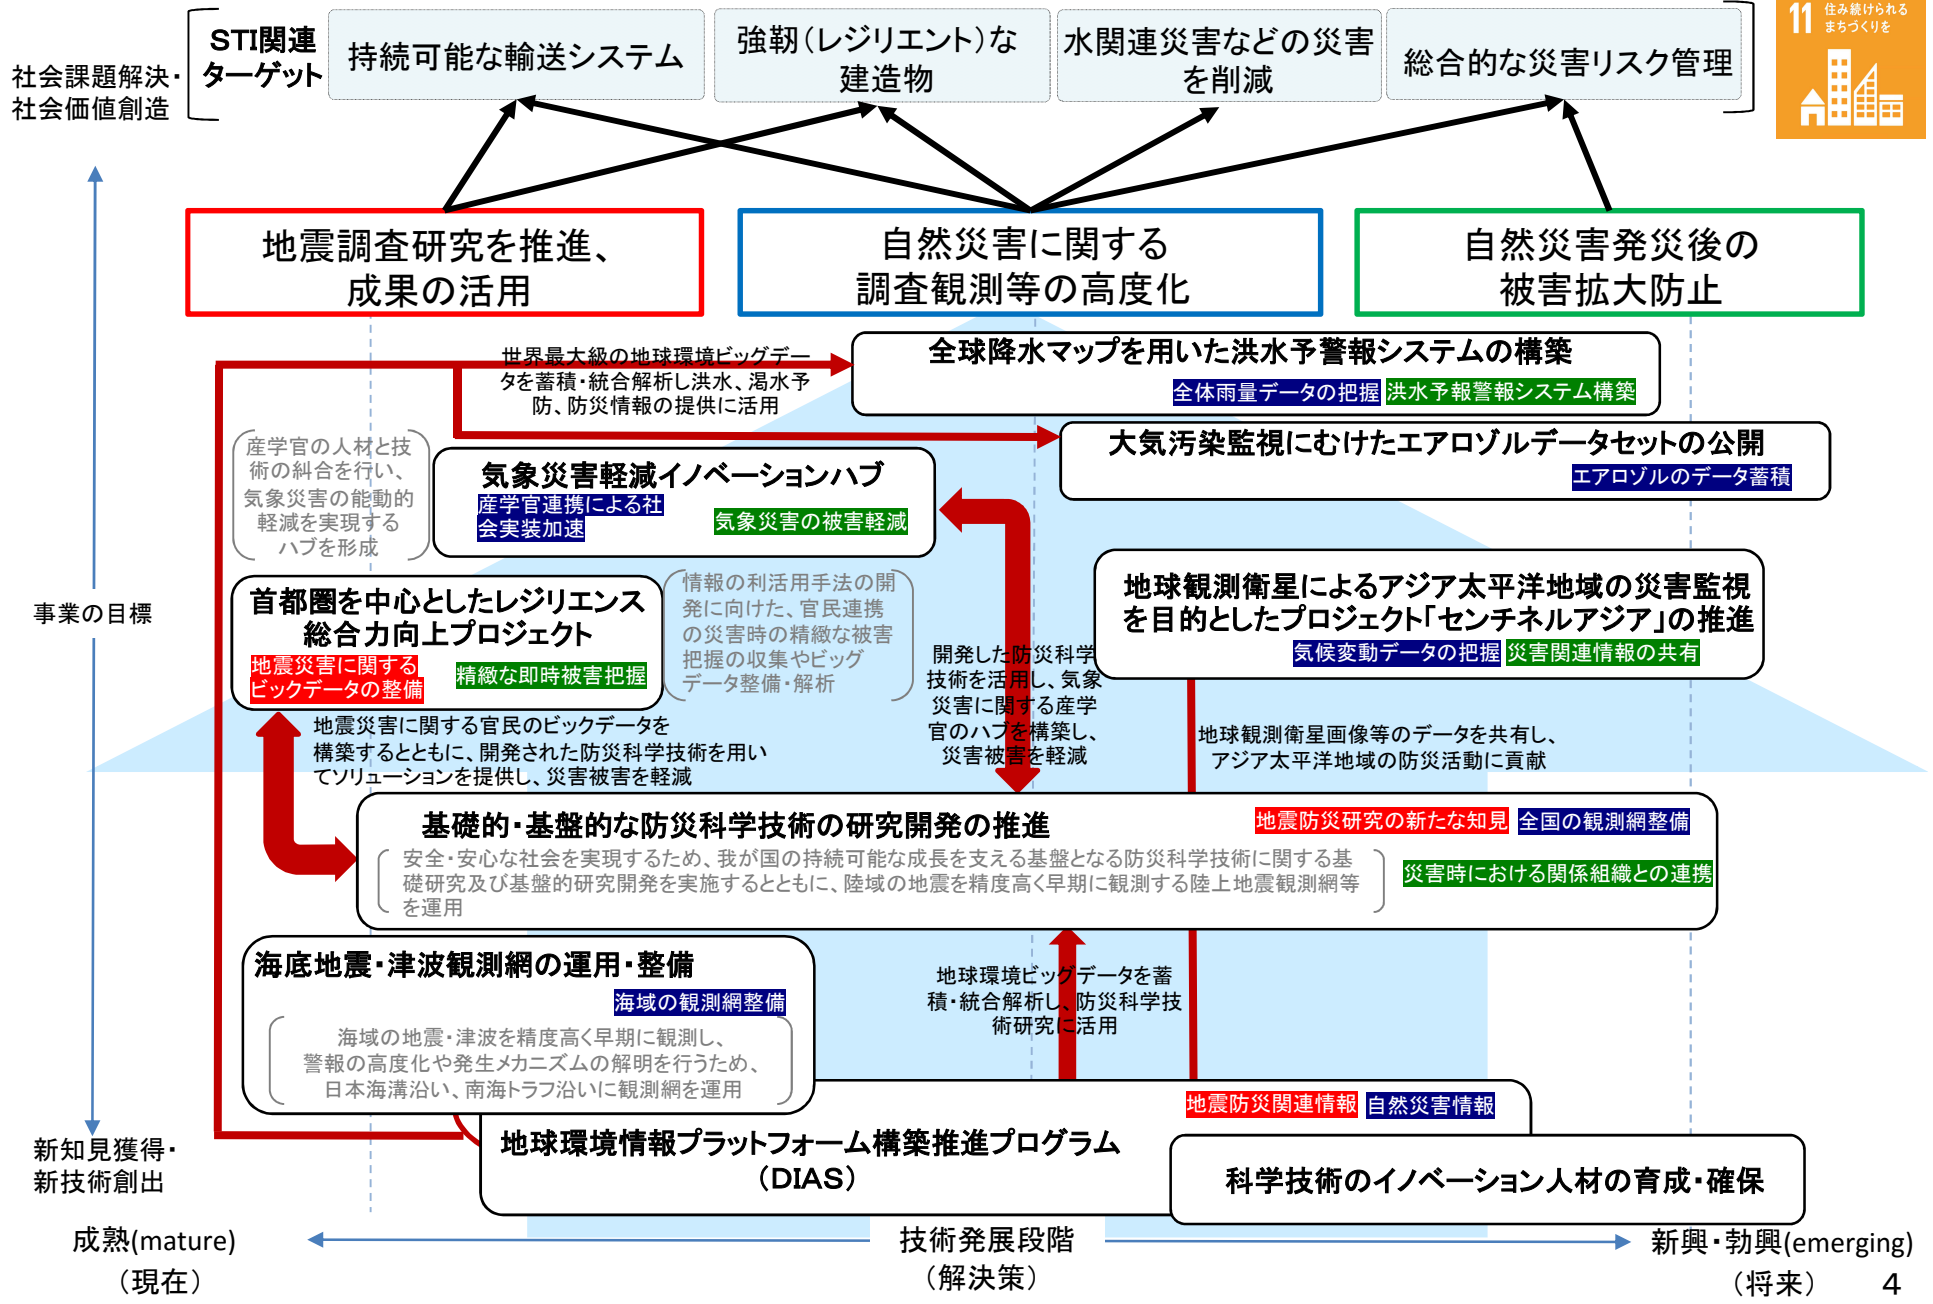 社会課題解決・
社会価値創造
STI関連
ターゲット
持続可能な輸送システム
強靭（レジリエント）な
建造物
水関連災害などの災害
を削減
総合的な災害リスク管理
11 住み続けられる
まちづくりを
地震調査研究を推進、
成果の活用
自然災害に関する
調査観測等の高度化
自然災害発災後の
被害拡大防止
世界最大級の地球環境ビッグデー
タを蓄積・統合解析し洪水、渇水予
防、防災情報の提供に活用
全球降水マップを用いた洪水予警報システムの構築
全体雨量データの把握 洪水予報警報システム構築
大気汚染監視にむけたエアロゾルデータセットの公開
エアロゾルのデータ蓄積
産学官の人材と技
術の糾合を行い、
気象災害の能動的
軽減を実現する
ハブを形成
気象災害軽減イノベーションハブ
産学官連携による社
会実装加速
気象災害の被害軽減
事業の目標
首都圏を中心としたレジリエンス
総合力向上プロジェクト
地震災害に関する
ビックデータの整備
精緻な即時被害把握
情報の利活用手法の開
発に向けた、官民連携
の災害時の精緻な被害
把握の収集やビッグ
データ整備・解析
開発した防災科学
技術を活用し、気象
災害に関する産学
官のハブを構築し、
災害被害を軽減
地球観測衛星によるアジア太平洋地域の災害監視
を目的としたプロジェクト「センチネルアジア」の推進
気候変動データの把握 災害関連情報の共有
地震災害に関する官民のビックデータを
構築するとともに、開発された防災科学技術を用い
てソリューションを提供し、災害被害を軽減
地球観測衛星画像等のデータを共有し、
アジア太平洋地域の防災活動に貢献
基礎的・基盤的な防災科学技術の研究開発の推進
地震防災研究の新たな知見 全国の観測網整備
災害時における関係組織との連携
安全・安心な社会を実現するため、我が国の持続可能な成長を支える基盤となる防災科学技術に関する基
礎研究及び基盤的研究開発を実施するとともに、陸域の地震を精度高く早期に観測する陸上地震観測網等
を運用
海底地震・津波観測網の運用・整備
海域の観測網整備
海域の地震・津波を精度高く早期に観測し、
警報の高度化や発生メカニズムの解明を行うため、
日本海溝沿い、南海トラフ沿いに観測網を運用
地球環境ビッグデータを蓄
積・統合解析し、防災科学技
術研究に活用
地震防災関連情報 自然災害情報
地球環境情報プラットフォーム構築推進プログラム
（DIAS）
科学技術のイノベーション人材の育成・確保
新知見獲得・
新技術創出
成熟(mature)
（現在）
技術発展段階
（解決策）
新興・勃興(emerging)
（将来）
4